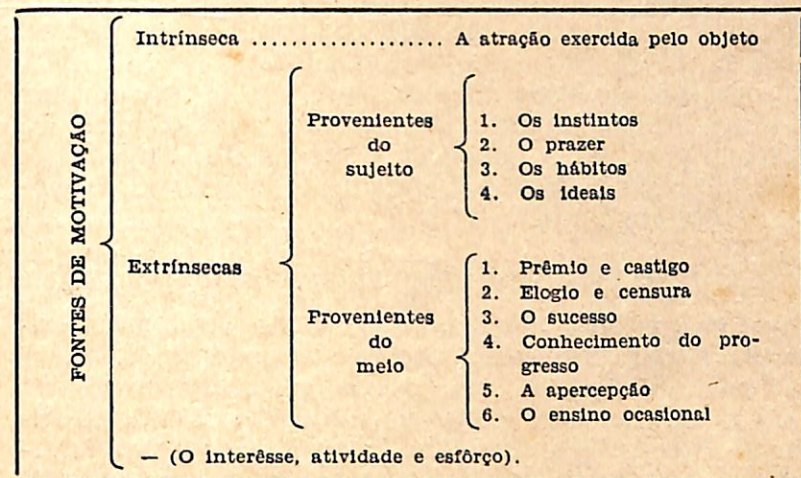 FONTES DE MOTIVAÇÃO
Intrínseca ..................... A atração exercida pelo objeto
Extrínsecas
Provenientes
do
sujeito
1. Os instintos
2. O prazer
3. Os hábitos
4. Os ideais
Provenientes
do
meio
1. Prêmio e castigo
2. Elogio e censura
3. O sucesso
4. Conhecimento do pro-
gresso
5. A apercepção
6. O ensino ocasional
— (O interêsse, atividade e esfôrço).